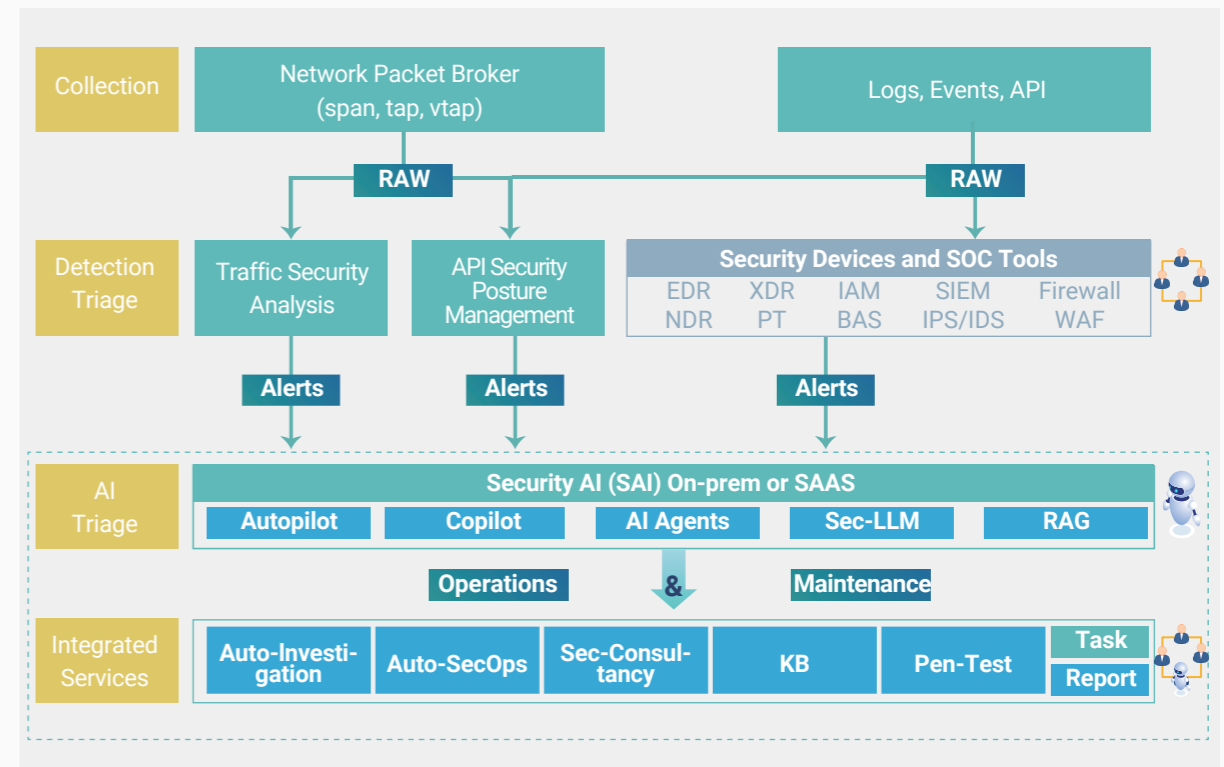 Collection
Network Packet Broker
(span, tap, vtap)
Logs, Events, API
RAW
RAW
Detection
Triage
Traffic Security
Analysis
API Security
Posture
Management
Security Devices and SOC Tools
EDR XDR IAM SIEM Firewall
NDR PT BAS IPS/IDS WAF
Alerts
Alerts
Alerts
AI
Triage
Security AI (SAI) On-prem or SAAS
Autopilot
Copilot
AI Agents
Sec-LLM
RAG
Operations
&
Maintenance
Integrated
Services
Auto-Investi-
gation
Auto-SecOps
Sec-Consul-
tancy
KB
Pen-Test
Task
Report